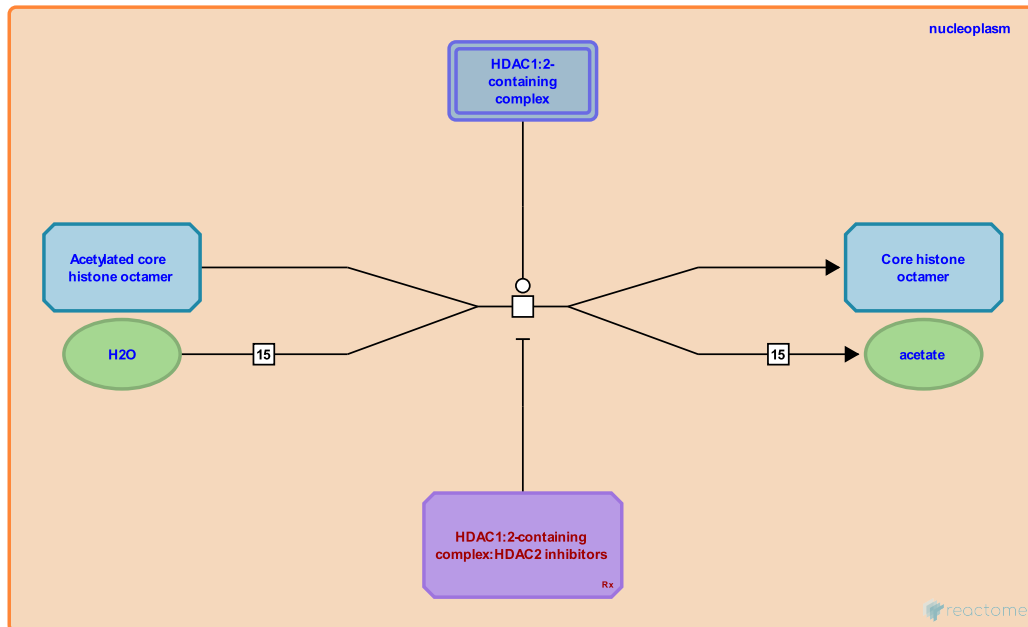 nucleoplasm
HDAC1:2-
containing
complex
Acetylated core
histone octamer
Core histone
octamer
H2O
15
15
acetate
HDAC1:2-containing
complex:HDAC2 inhibitors
Rx
reactome